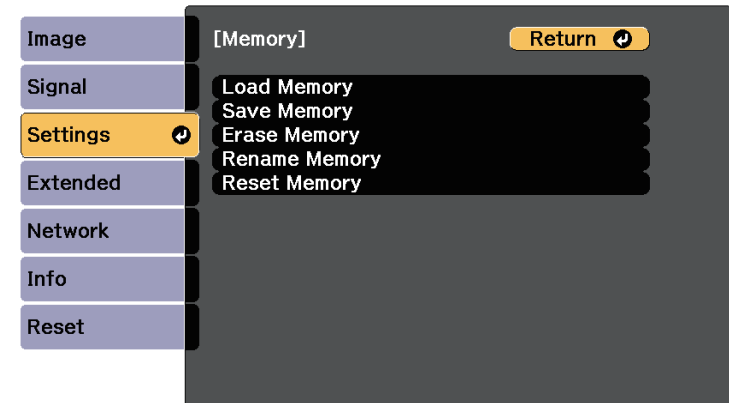 Image
Signal
Settings
Extended
Network
Info
Reset
[Memory]
Return
Load Memory
Save Memory
Erase Memory
Rename Memory
Reset Memory